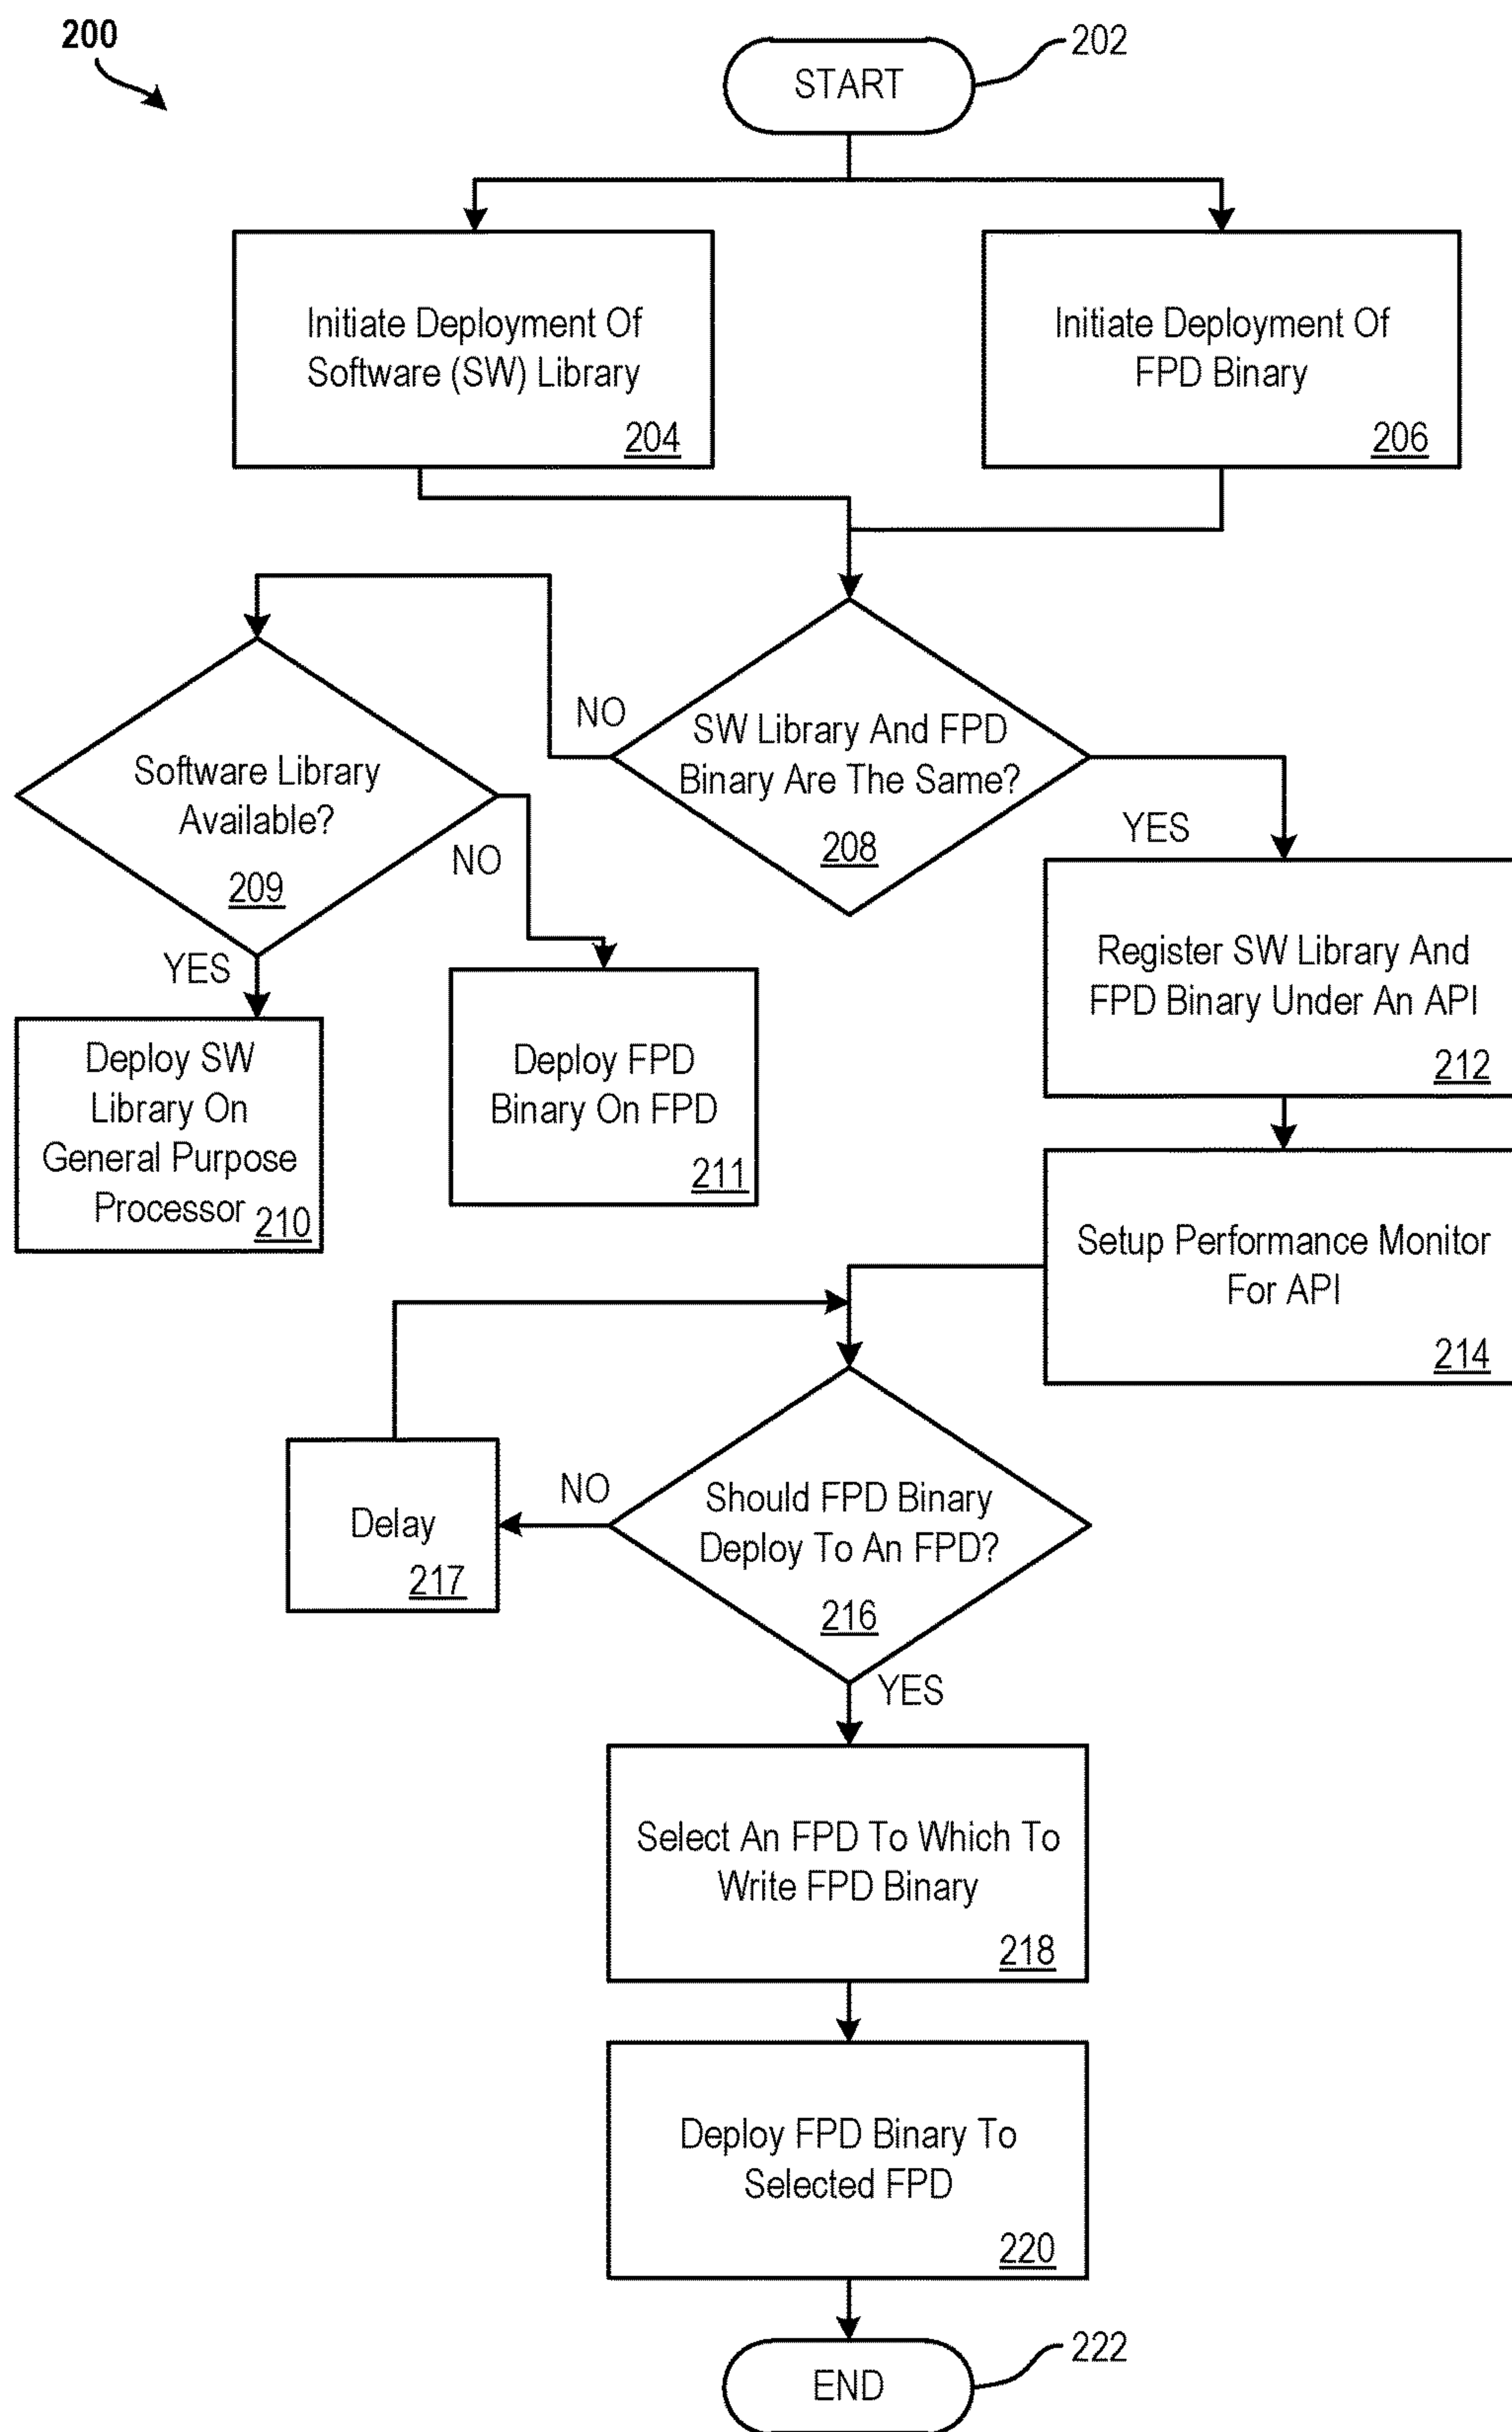 200
START
202
Initiate Deployment Of
Software (SW) Library
204
Initiate Deployment Of
FPD Binary
206
NO
SW Library And FPD
Binary Are The Same?
208
YES
Software Library
Available?
209
NO
YES
Deploy SW
Library On
General Purpose
Processor
210
Deploy FPD
Binary On FPD
211
Register SW Library And
FPD Binary Under An API
212
Setup Performance Monitor
For API
214
Should FPD Binary
Deploy To An FPD?
216
NO
Delay
217
YES
Select An FPD To Which To
Write FPD Binary
218
Deploy FPD Binary To
Selected FPD
220
END
222